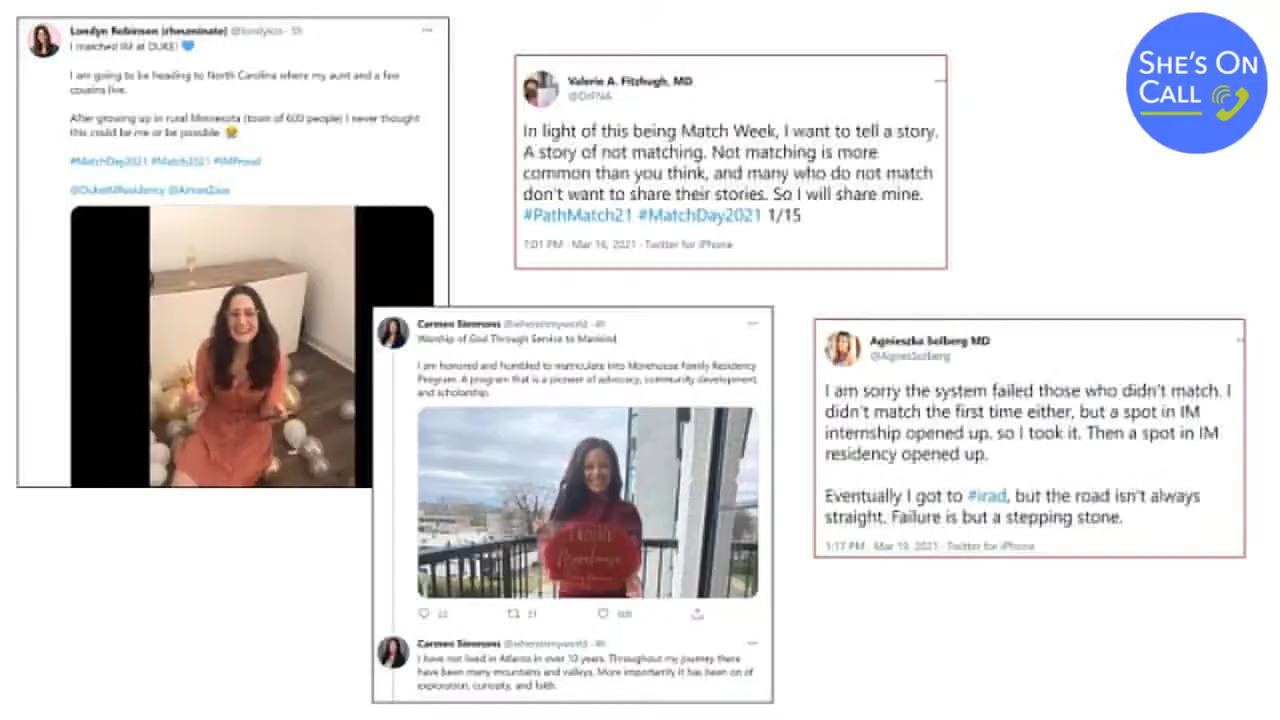 Londyn Robinson (rheuminate) @londyloo · 5h
I matched IM at DUKE! 💙
I am going to be heading to North Carolina where my aunt and a few
cousins live.
After growing up in rural Minnesota (town of 600 people) I never thought
this could be me or be possible. 😭
#MatchDay2021 #Match2021 #IMProud
@DukeIMResidency @AimeeZaas
Valerie A. Fitzhugh, MD
In light of this being Match Week, I want to tell a story.
A story of not matching. Not matching is more
common than you think, and many who do not match
don't want to share their stories. So I will share mine.
#PathMatch21 #MatchDay2021 1/15
7:01 PM · Mar 16, 2021 · Twitter for iPhone
SHE'S ON
CALL
Carmen Simmons · 4h
Worship of God Through Service to Mankind
I am honored and humbled to matriculate into Morehouse Family Residency
Program. A program that is a pioneer of advocacy, community development
and scholarship.
I MATCHED
Morehouse
Carmen Simmons · 4h
I have not lived in Atlanta in over 10 years. Throughout my journey there
have been many mountains and valleys. More importantly it has been on of
exploration, curiosity, and faith.
Agnieszka Solberg MD
@AgnesSolberg
I am sorry the system failed those who didn't match. I
didn't match the first time either, but a spot in IM
internship opened up, so I took it. Then a spot in IM
residency opened up.
Eventually I got to #irad, but the road isn't always
straight. Failure is but a stepping stone.
1:17 PM · Mar 19, 2021 · Twitter for iPhone